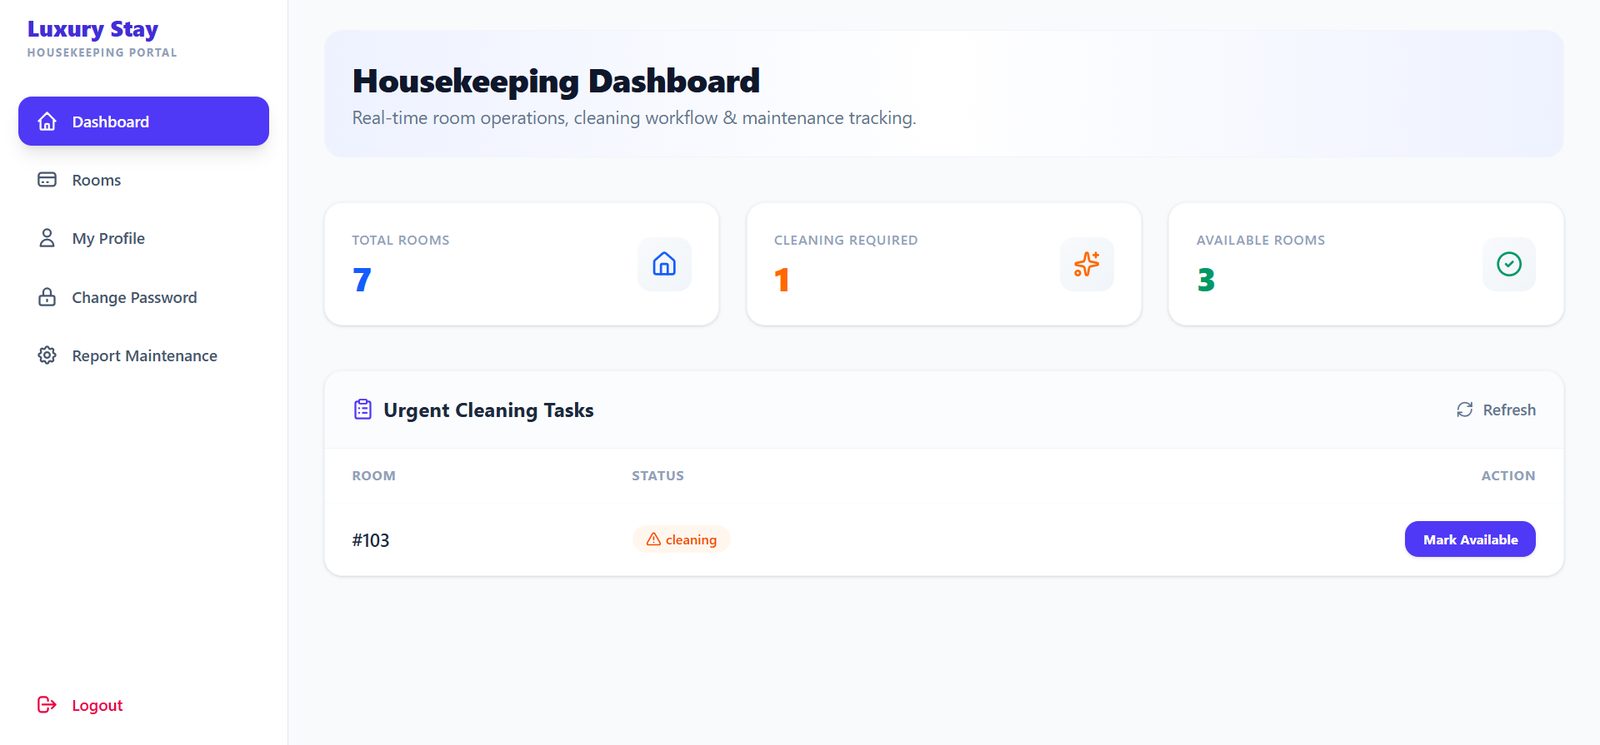 Luxury Stay
HOUSEKEEPING PORTAL
Dashboard
Rooms
My Profile
Change Password
Report Maintenance
Logout
Housekeeping Dashboard
Real-time room operations, cleaning workflow & maintenance tracking.
TOTAL ROOMS
7
CLEANING REQUIRED
1
AVAILABLE ROOMS
3
Urgent Cleaning Tasks
Refresh
ROOM STATUS ACTION
#103 cleaning Mark Available